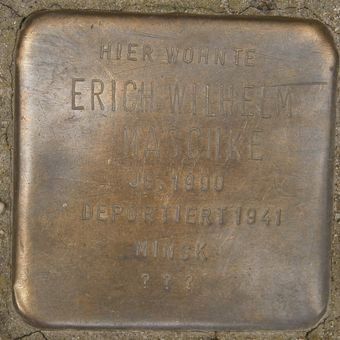 HIER WOHNTE
ERICH WILHELM
MASCHKE
JG. 1900
DEPORTIERT 1941
MINSK
? ? ?